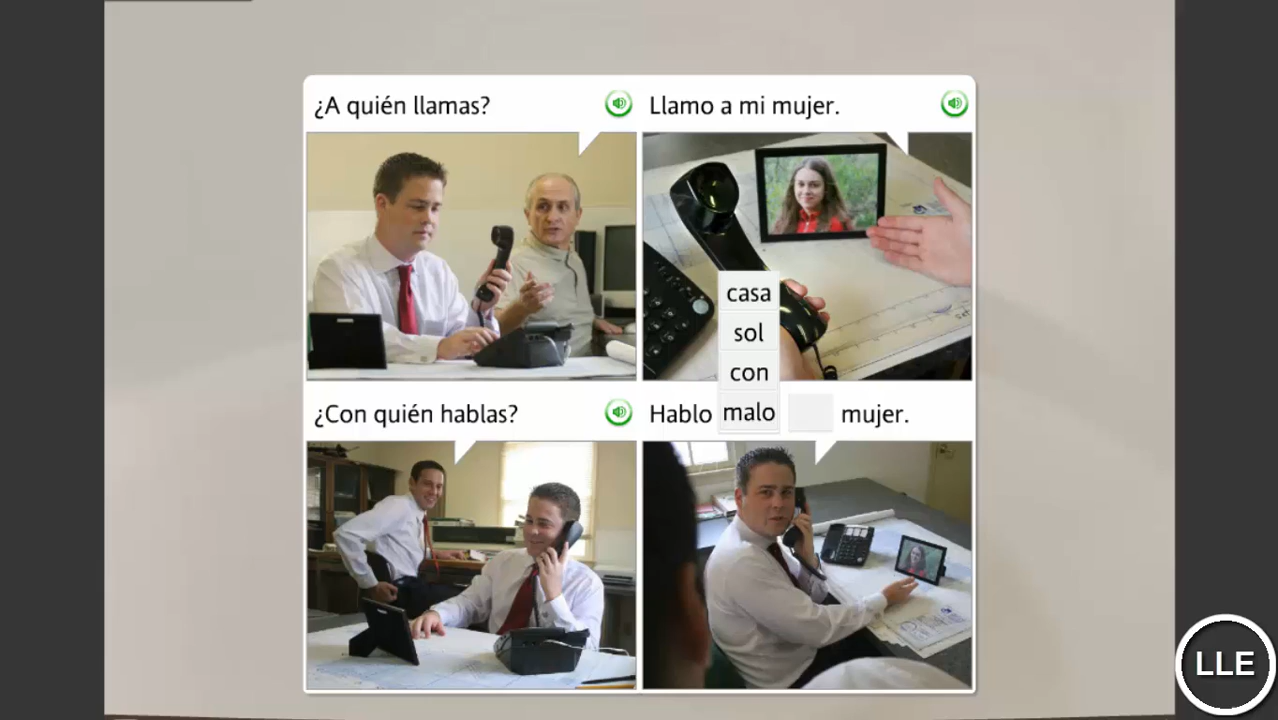 ¿A quién llamas?
Llamo a mi mujer.
casa
sol
con
¿Con quién hablas?
Hablo malo mujer.
LLE